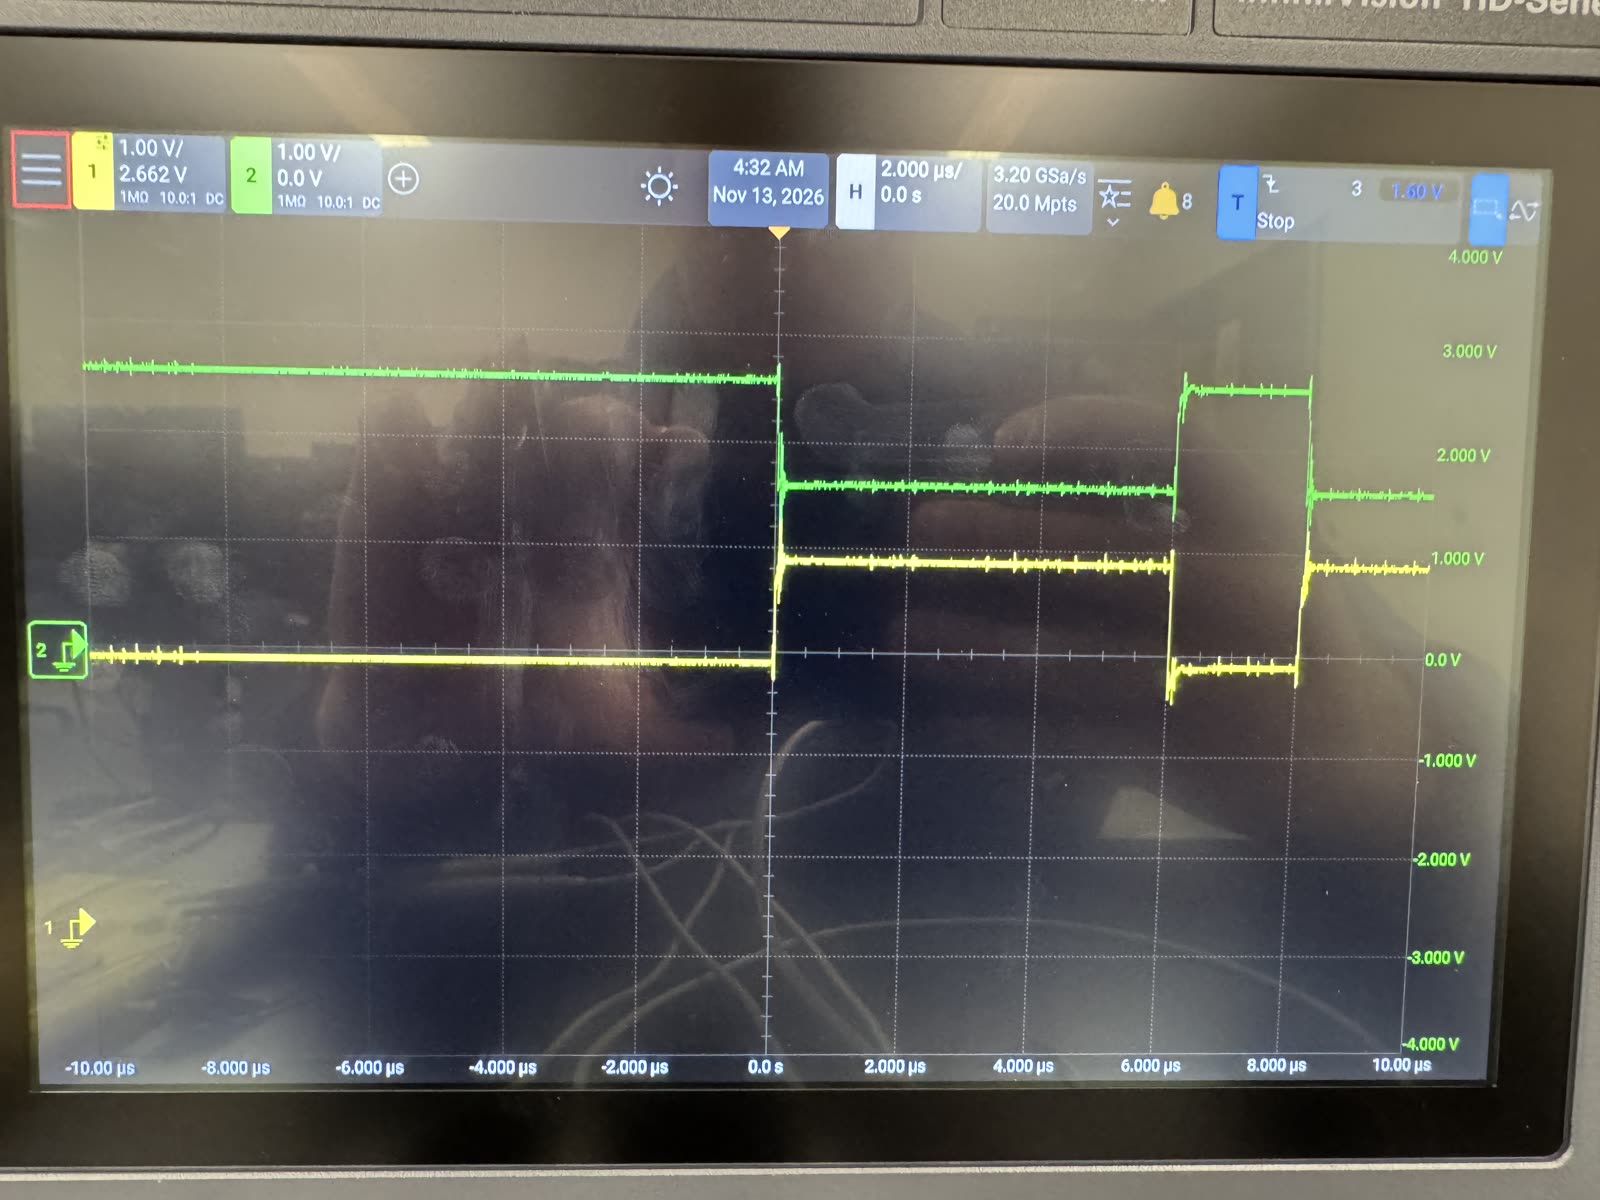 1 1.00 V/
2.662 V
1MΩ 10.0:1 DC
2 1.00 V/
0.0 V
1MΩ 10.0:1 DC
4:32 AM
Nov 13, 2026
H 2.000 µs/
0.0 s
3.20 GSa/s
20.0 Mpts
8
T 3 1.60 V
Stop
4.000 V
3.000 V
2.000 V
1.000 V
2
0.0 V
-1.000 V
-2.000 V
1
-3.000 V
-4.000 V
-10.00 µs -8.000 µs -6.000 µs -4.000 µs -2.000 µs 0.0 s 2.000 µs 4.000 µs 6.000 µs 8.000 µs 10.00 µs